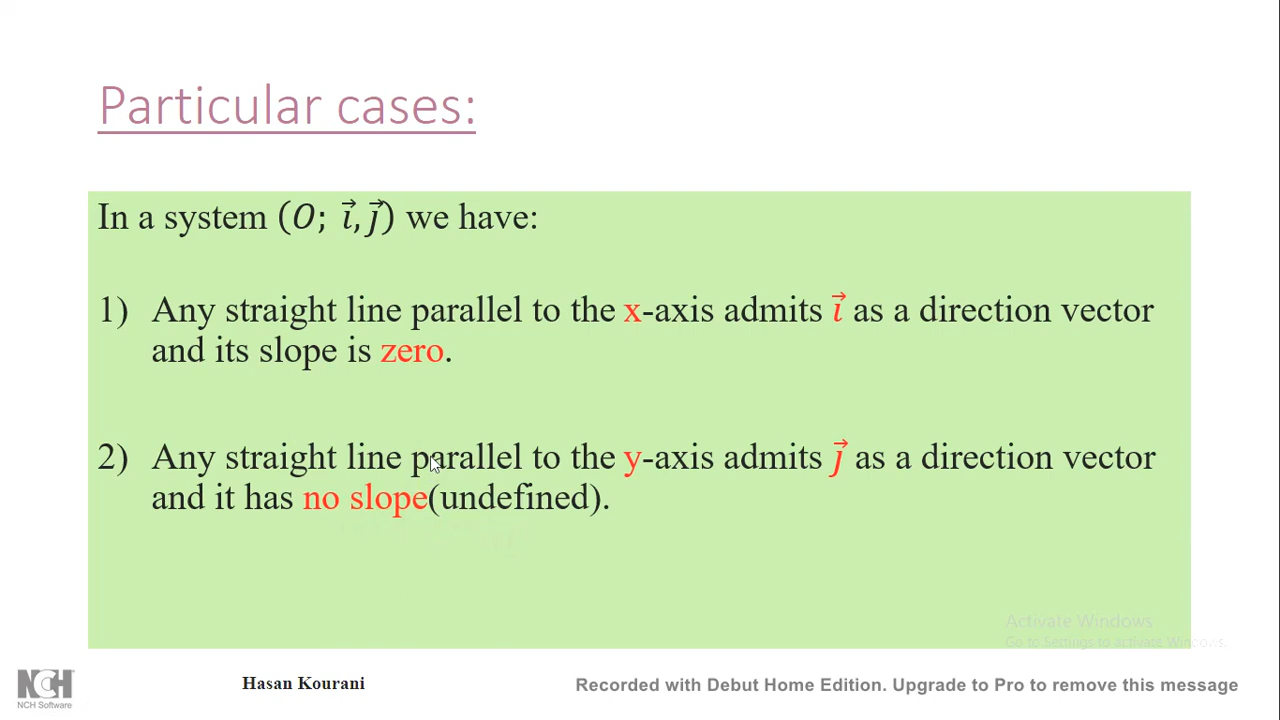 Particular cases:
In a system (O; i⃗, j⃗) we have:
1) Any straight line parallel to the x-axis admits i⃗ as a direction vector
and its slope is zero.
2) Any straight line parallel to the y-axis admits j⃗ as a direction vector
and it has no slope(undefined).
Activate Windows
Go to Settings to activate Windows.
NCH
NCH Software
Hasan Kourani
Recorded with Debut Home Edition. Upgrade to Pro to remove this message